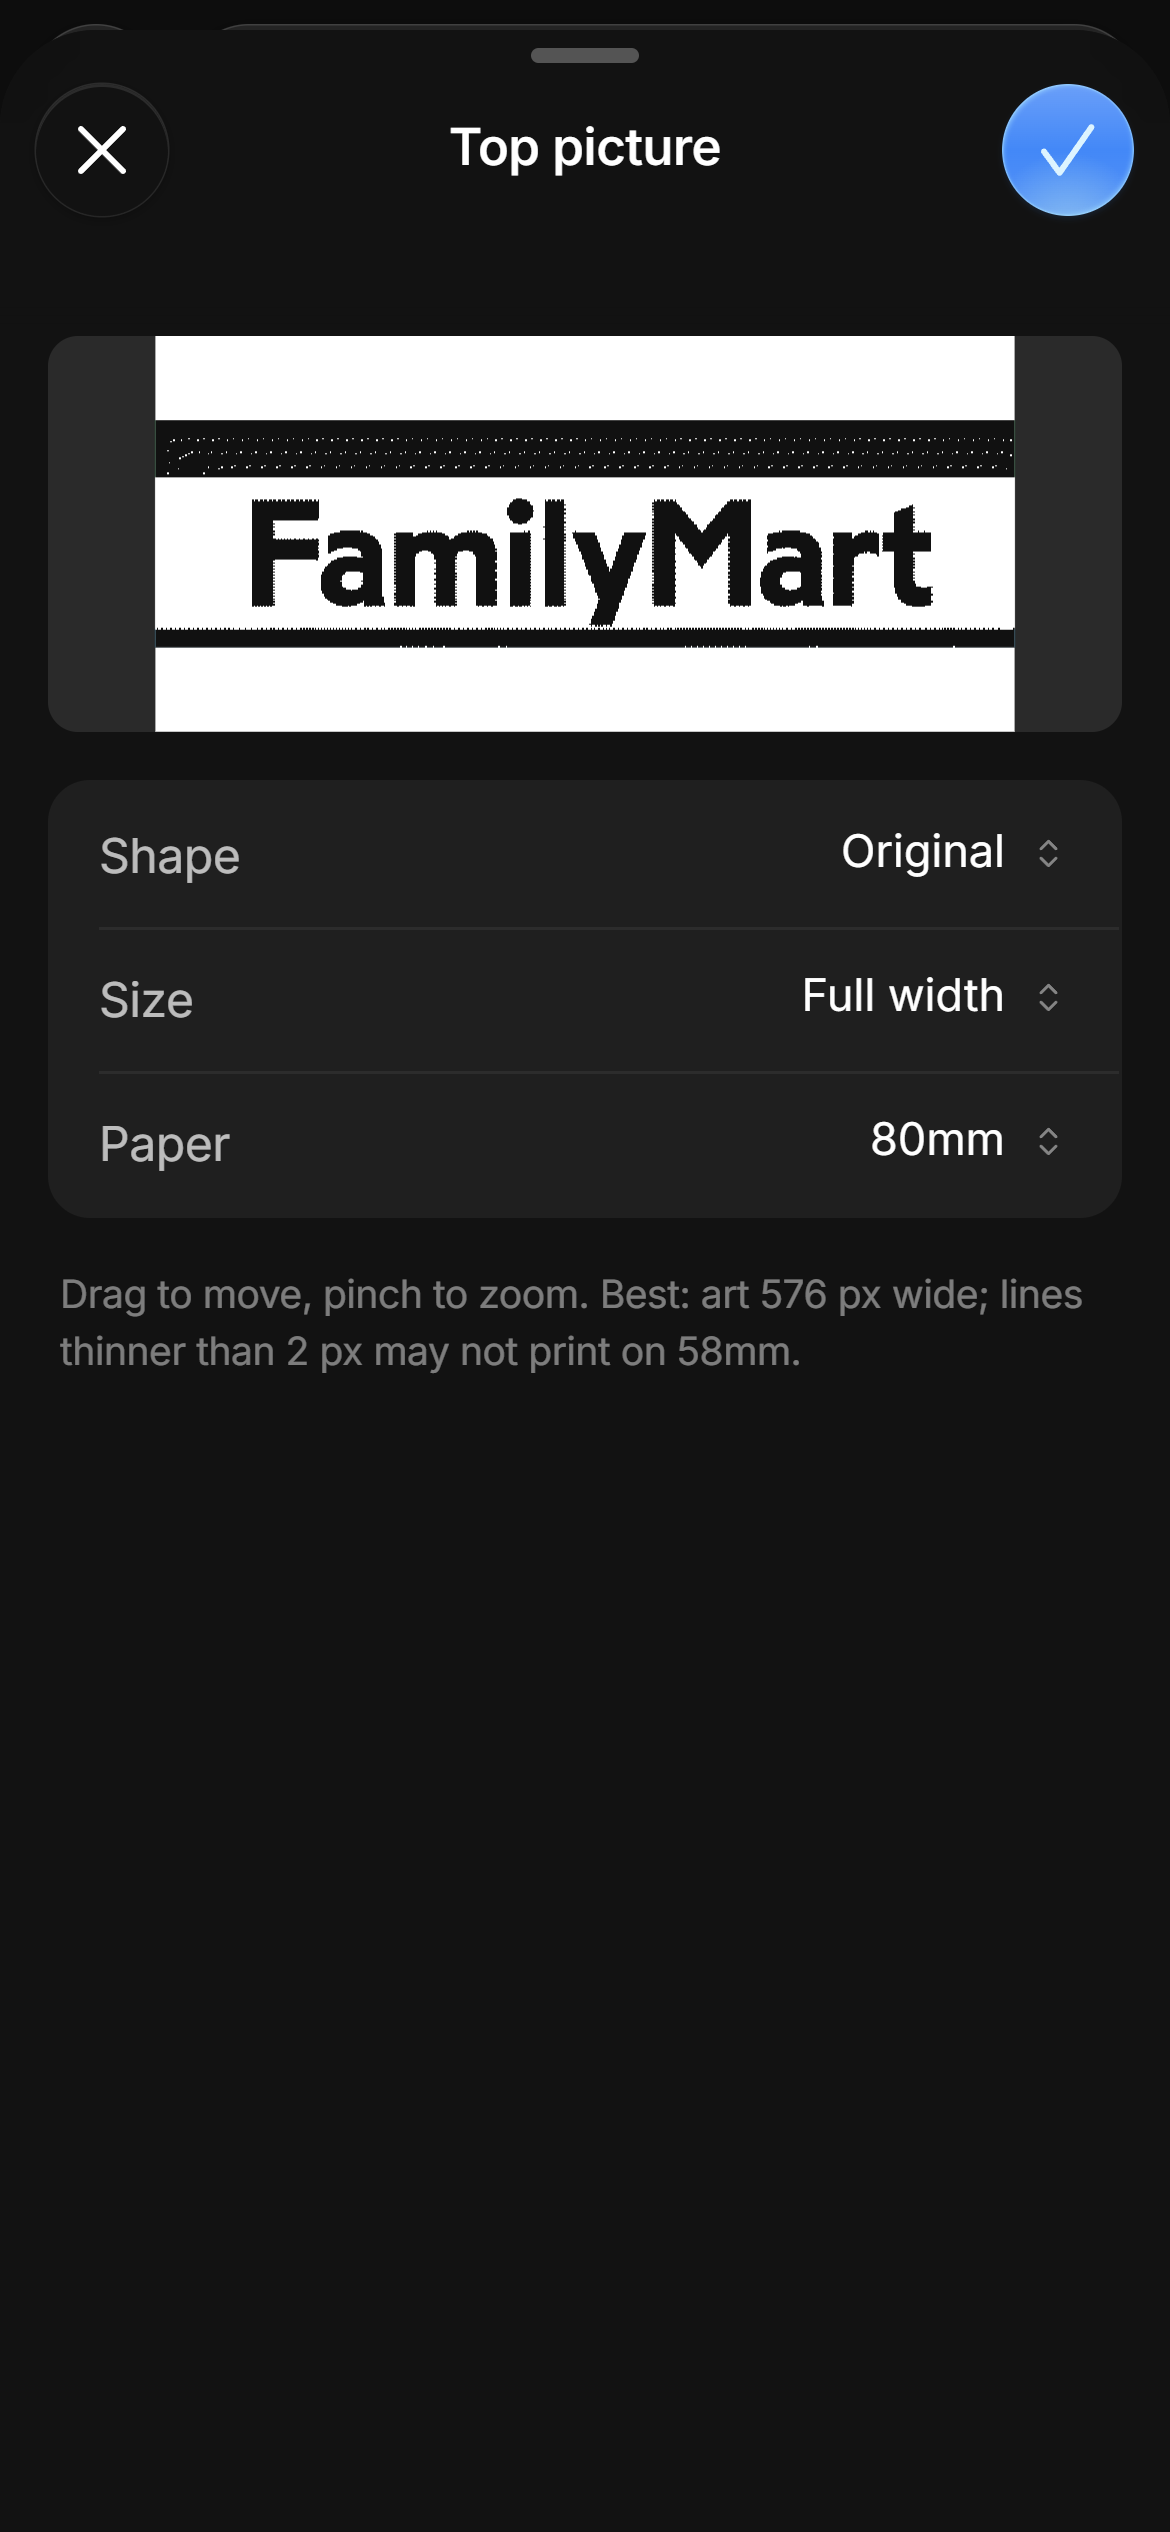 Top picture
FamilyMart
Shape
Original
Size
Full width
Paper
80mm
Drag to move, pinch to zoom. Best: art 576 px wide; lines
thinner than 2 px may not print on 58mm.